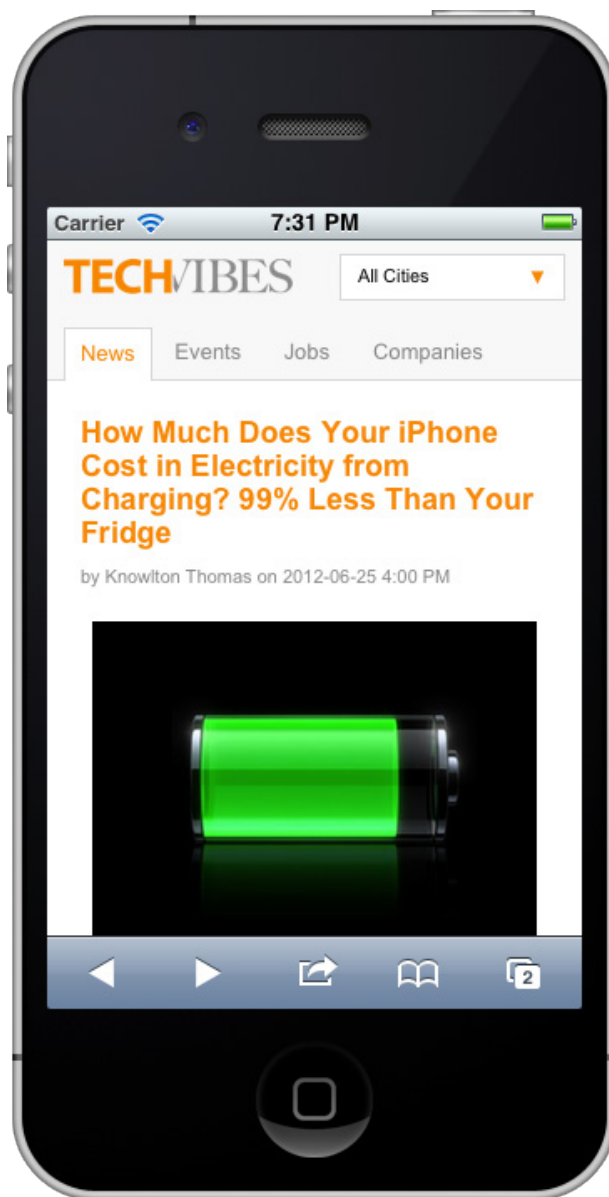 Carrier 7:31 PM
TECHVIBES All Cities
News Events Jobs Companies
How Much Does Your iPhone
Cost in Electricity from
Charging? 99% Less Than Your
Fridge
by Knowlton Thomas on 2012-06-25 4:00 PM
2